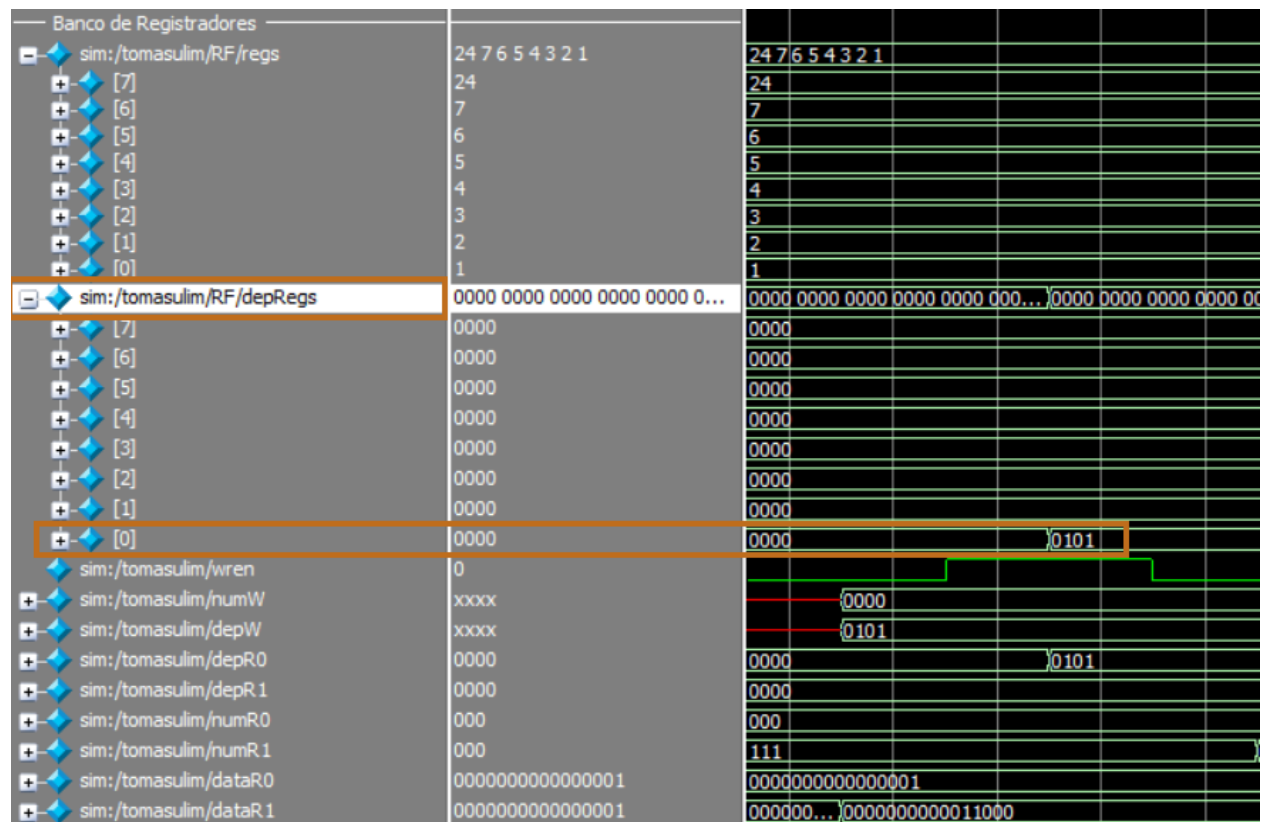 Banco de Registradores
sim:/tomasulim/RF/regs 24 7 6 5 4 3 2 1 24 7 6 5 4 3 2 1
[7] 24 24
[6] 7 7
[5] 6 6
[4] 5 5
[3] 4 4
[2] 3 3
[1] 2 2
[0] 1 1
sim:/tomasulim/RF/depRegs 0000 0000 0000 0000 0000 0... 0000 0000 0000 0000 0000 000... 0000 0000 0000 0000 00
[7] 0000 0000
[6] 0000 0000
[5] 0000 0000
[4] 0000 0000
[3] 0000 0000
[2] 0000 0000
[1] 0000 0000
[0] 0000 0000 0101
sim:/tomasulim/wren 0
sim:/tomasulim/numW xxxx 0000
sim:/tomasulim/depW xxxx 0101
sim:/tomasulim/depR0 0000 0000 0101
sim:/tomasulim/depR1 0000 0000
sim:/tomasulim/numR0 000 000
sim:/tomasulim/numR1 000 111
sim:/tomasulim/dataR0 0000000000000001 0000000000000001
sim:/tomasulim/dataR1 0000000000000001 000000... 0000000000011000